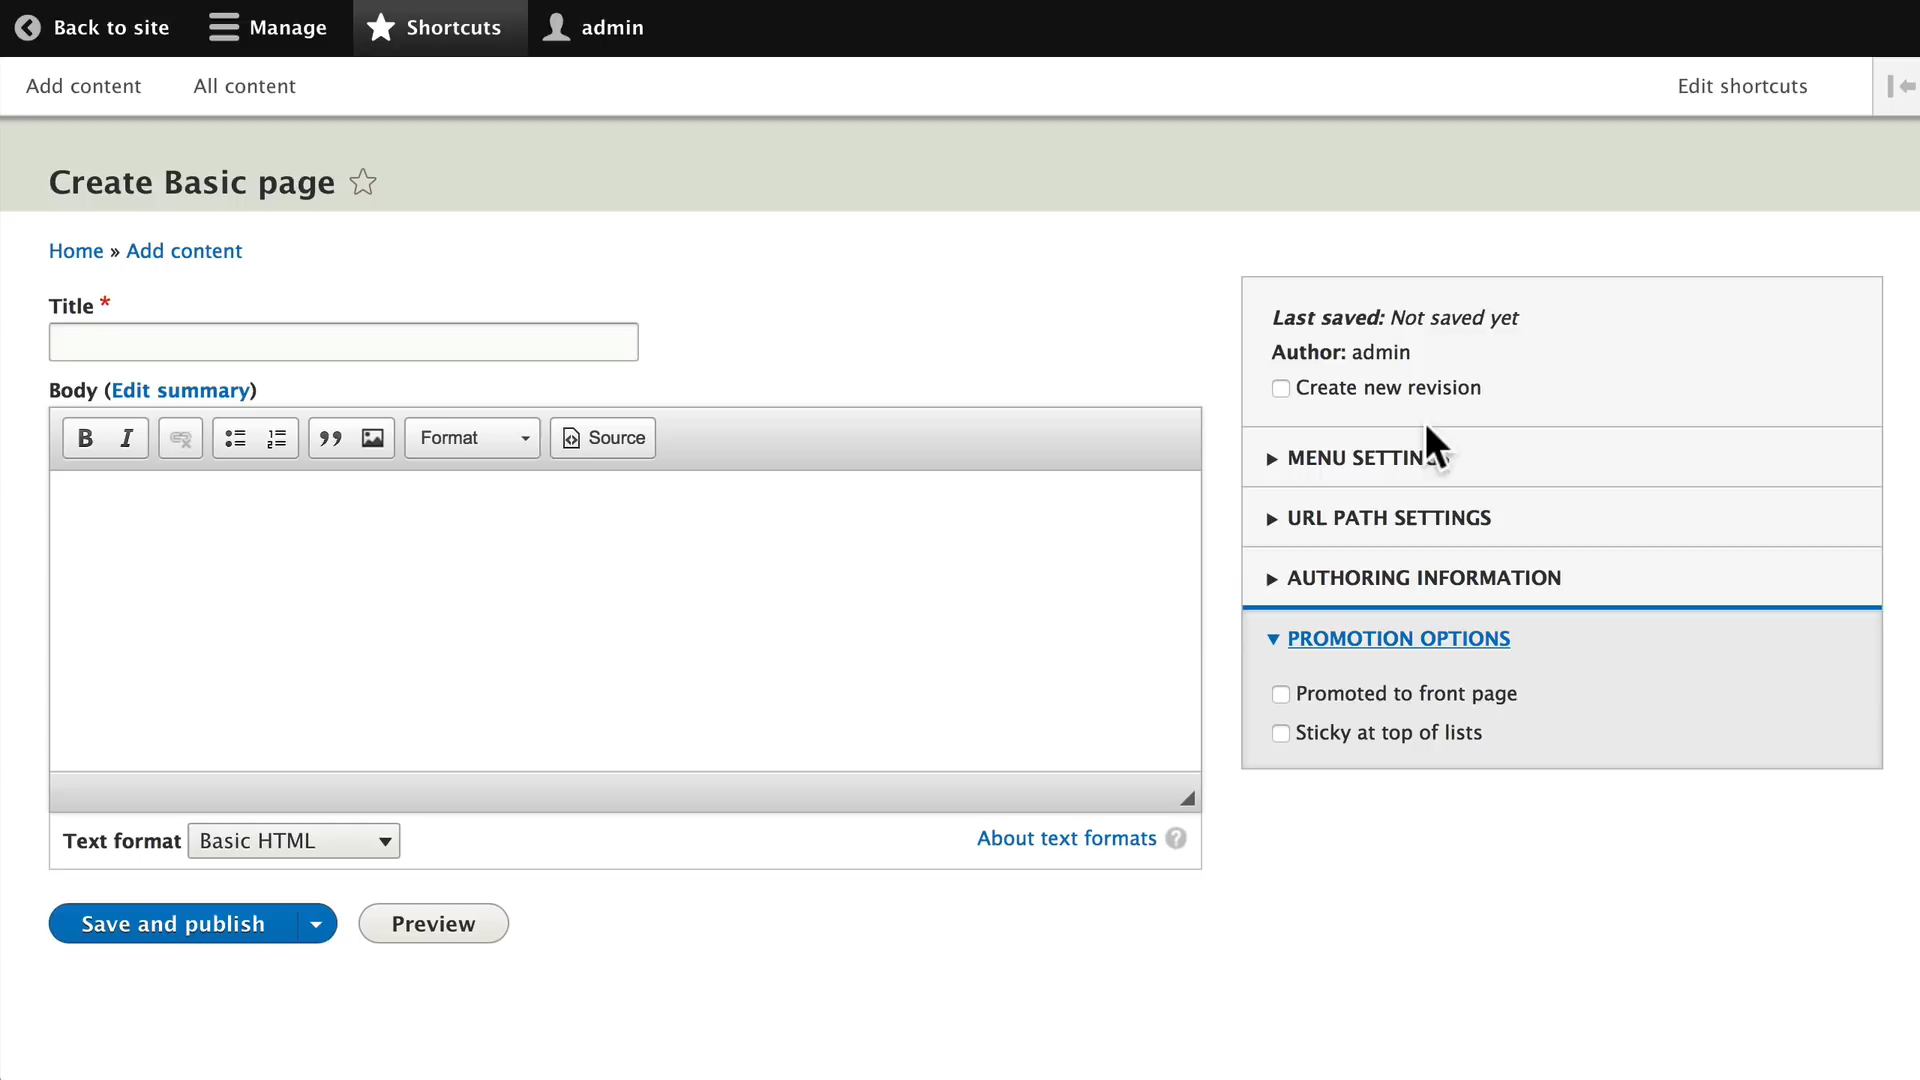 Back to site Manage Shortcuts admin
Add content All content Edit shortcuts
Create Basic page
Home » Add content
Title *
Body (Edit summary)
B I Format Source
Text format Basic HTML About text formats ?
Save and publish Preview
Last saved: Not saved yet
Author: admin
Create new revision
MENU SETTINGS
URL PATH SETTINGS
AUTHORING INFORMATION
PROMOTION OPTIONS
Promoted to front page
Sticky at top of lists